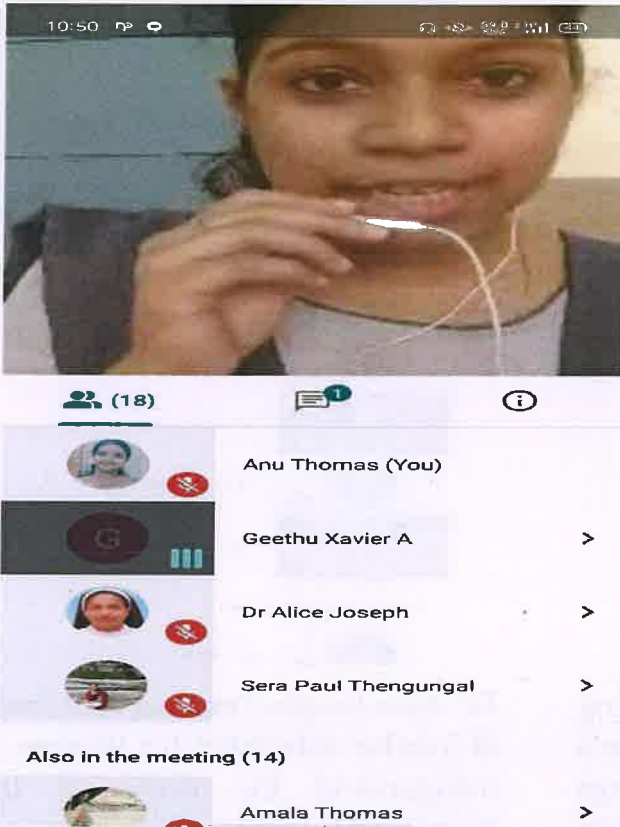 10:50
(18)
1
Anu Thomas (You)
G
Geethu Xavier A
Dr Alice Joseph
Sera Paul Thengungal
Also in the meeting (14)
Amala Thomas